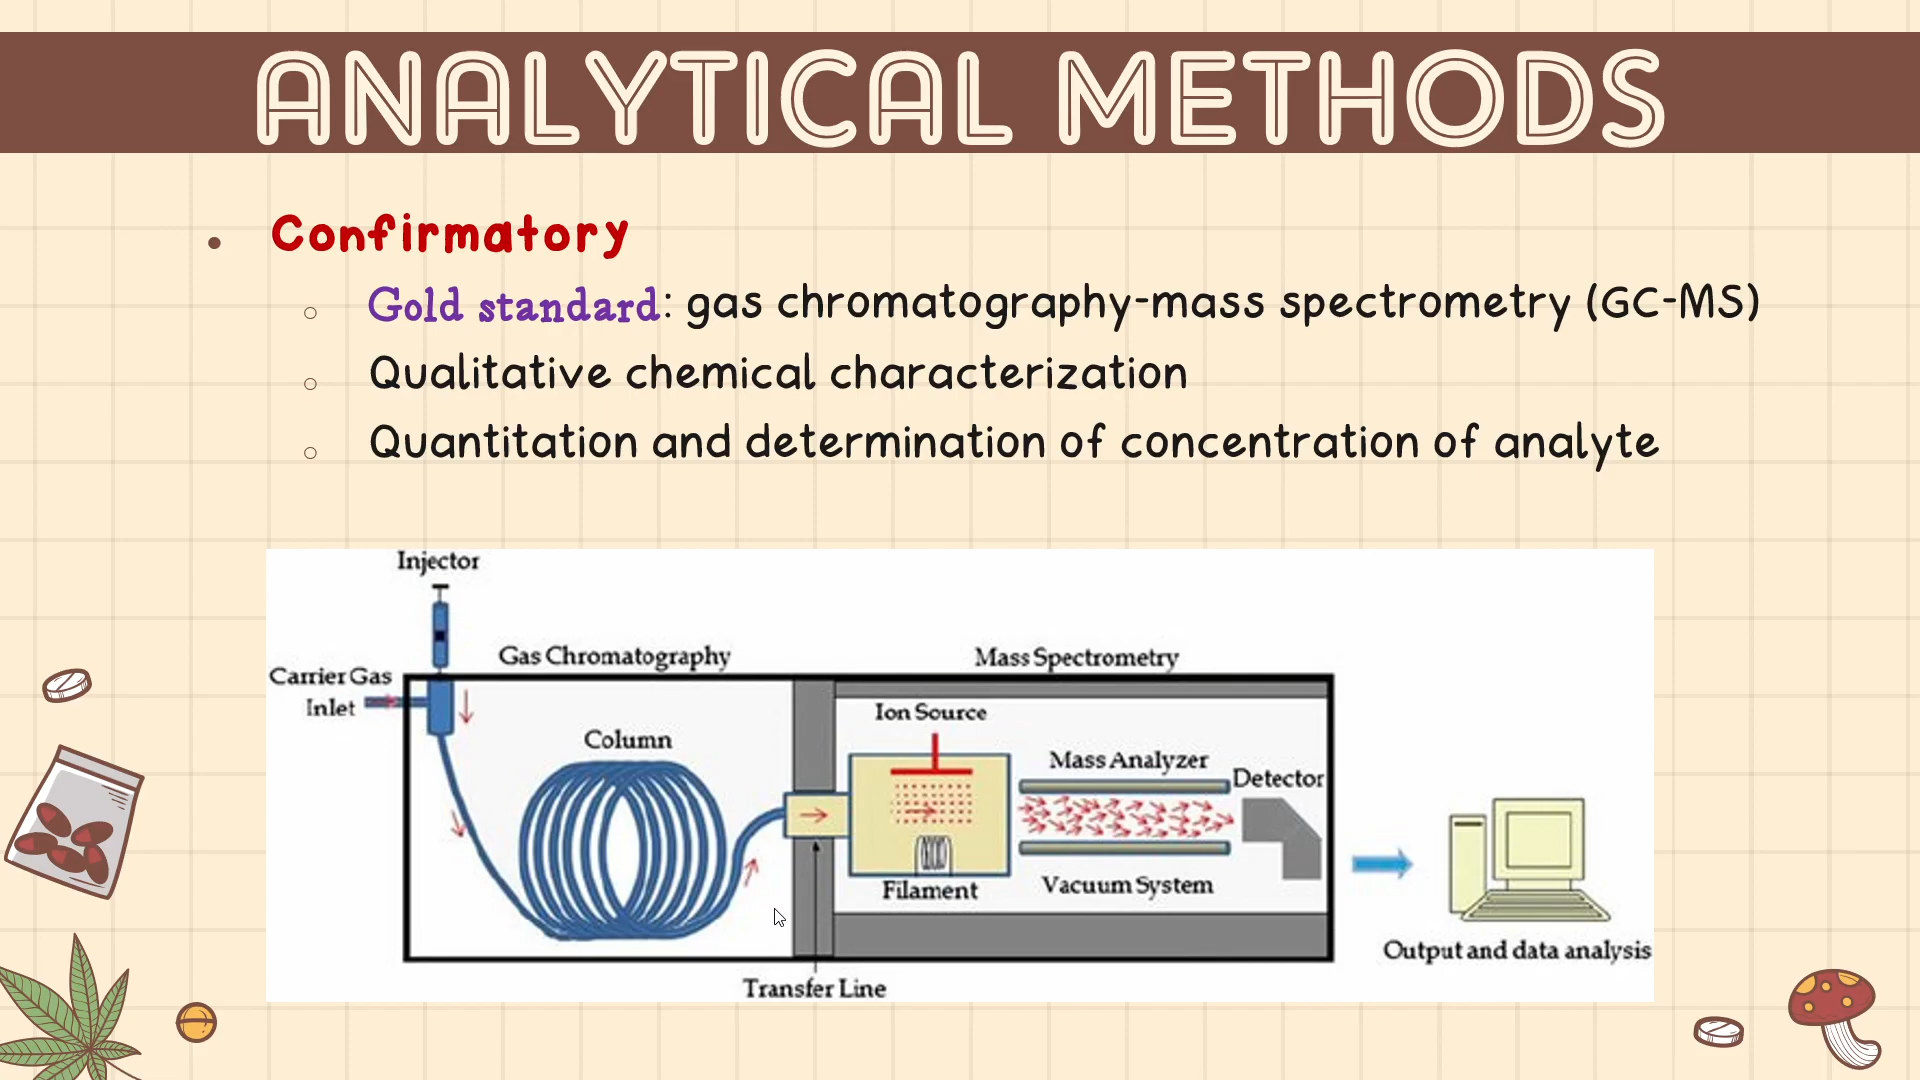 ANALYTICAL METHODS
Confirmatory
Gold standard: gas chromatography-mass spectrometry (GC-MS)
Qualitative chemical characterization
Quantitation and determination of concentration of analyte
Injector
Gas Chromatography
Mass Spectrometry
Carrier Gas
Inlet
Ion Source
Column
Mass Analyzer
Detector
Filament
Vacuum System
Output and data analysis
Transfer Line